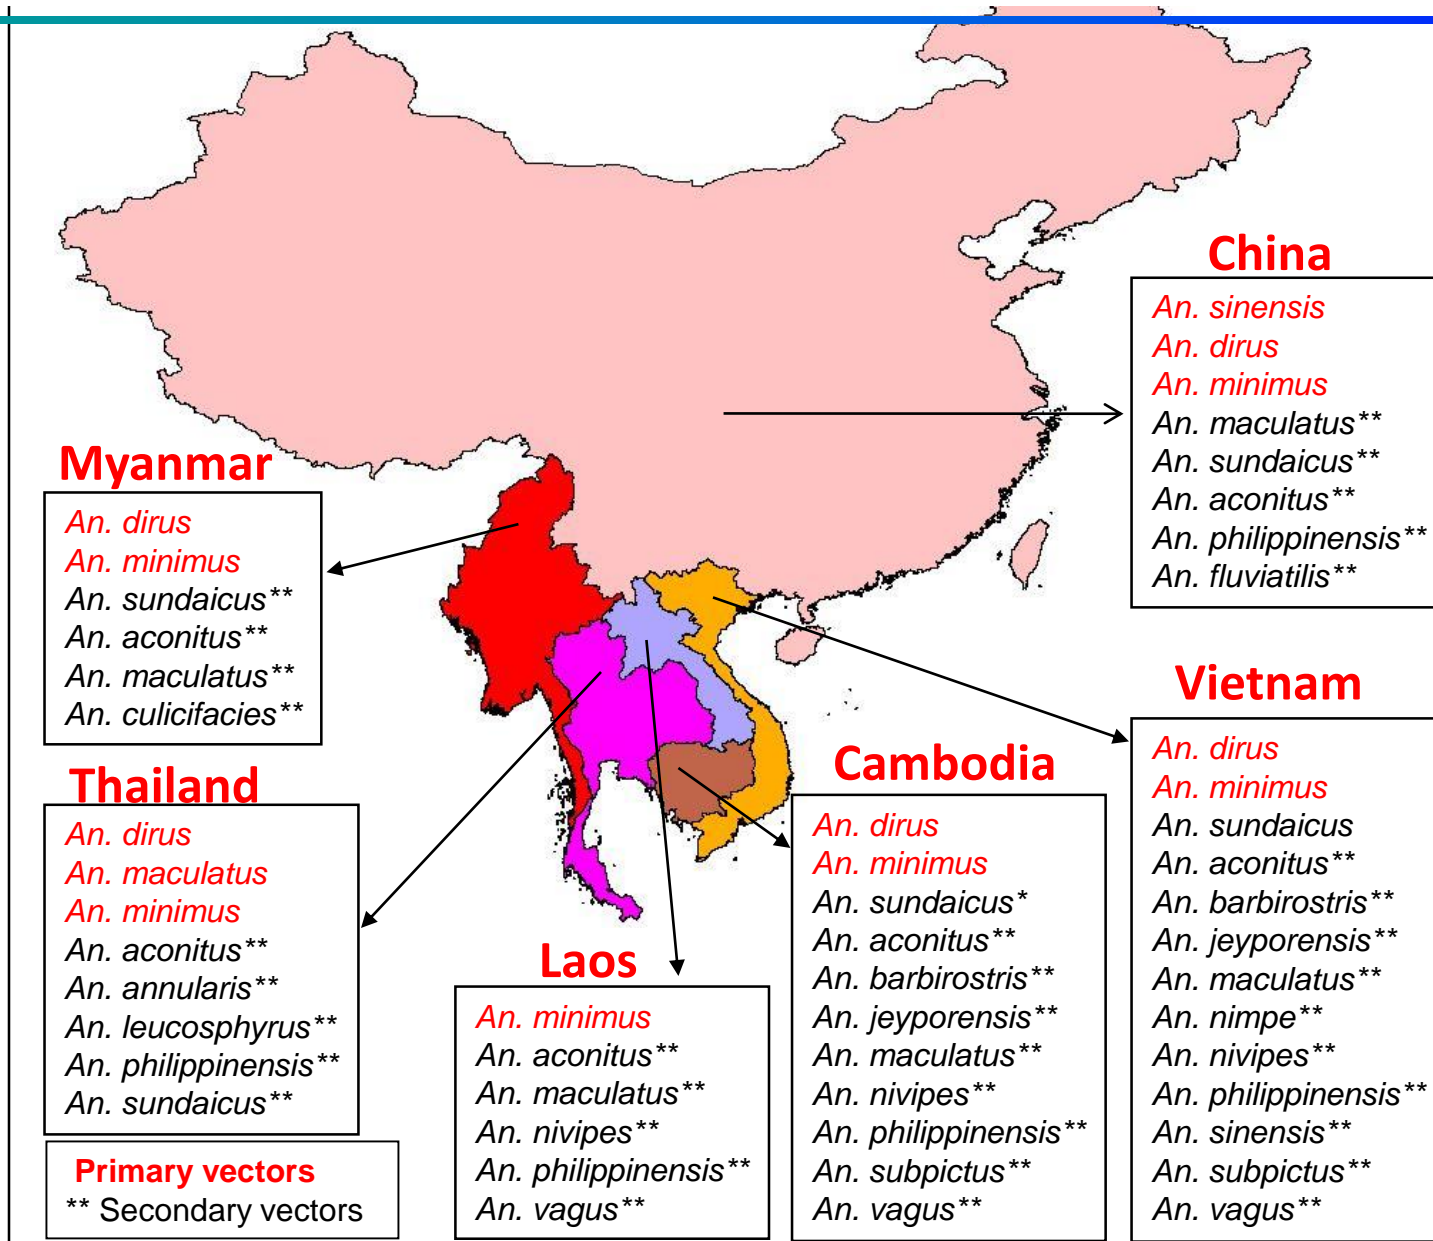 China
An. sinensis
An. dirus
An. minimus
An. maculatus**
An. sundaicus**
An. aconitus**
An. philippinensis**
An. fluviatilis**
Myanmar
An. dirus
An. minimus
An. sundaicus**
An. aconitus**
An. maculatus**
An. culicifacies**
Thailand
An. dirus
An. maculatus
An. minimus
An. aconitus**
An. annularis**
An. leucosphyrus**
An. philippinensis**
An. sundaicus**
Laos
An. minimus
An. aconitus**
An. maculatus**
An. nivipes**
An. philippinensis**
An. vagus**
Cambodia
An. dirus
An. minimus
An. sundaicus*
An. aconitus**
An. barbirostris**
An. jeyporensis**
An. maculatus**
An. nivipes**
An. philippinensis**
An. subpictus**
An. vagus**
Vietnam
An. dirus
An. minimus
An. sundaicus
An. aconitus**
An. barbirostris**
An. jeyporensis**
An. maculatus**
An. nimpe**
An. nivipes**
An. philippinensis**
An. sinensis**
An. subpictus**
An. vagus**
Primary vectors
** Secondary vectors